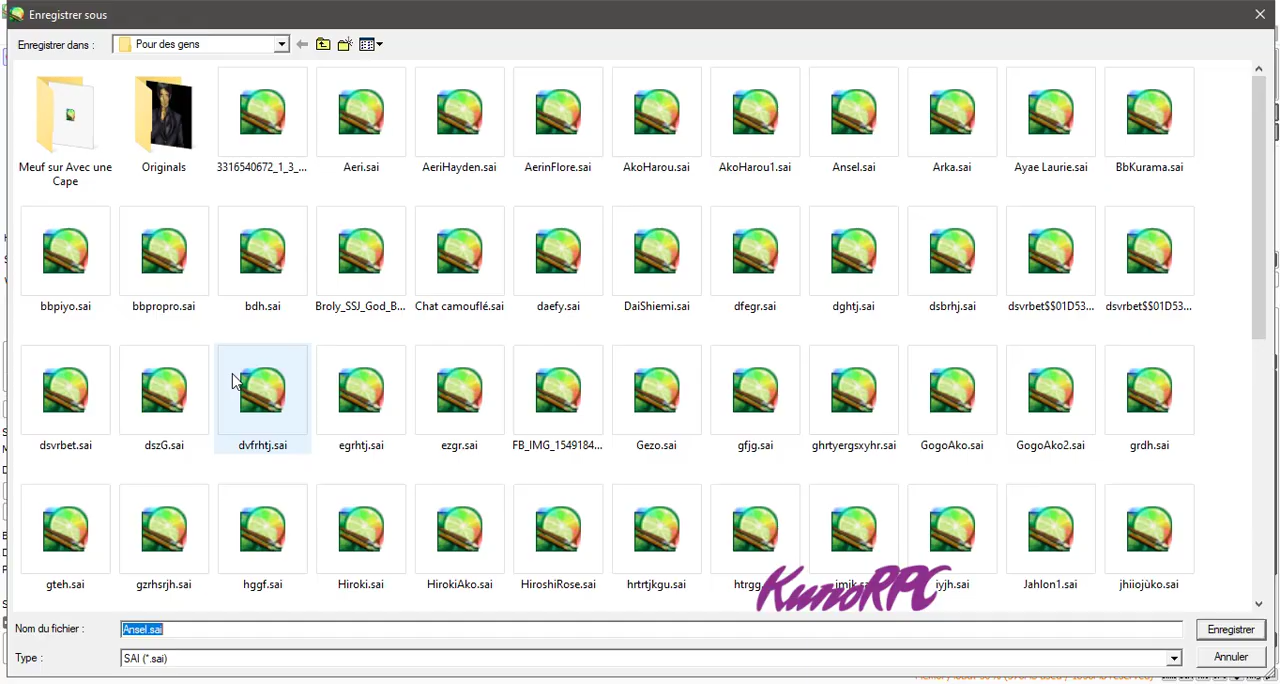 Enregistrer sous
Enregistrer dans :
Pour des gens
Meuf sur Avec une
Cape
Originals
3316540672_1_3_...
Aeri.sai
AeriHayden.sai
AerinFlore.sai
AkoHarou.sai
AkoHarou1.sai
Ansel.sai
Arka.sai
Ayae Laurie.sai
BbKurama.sai
bbpiyo.sai
bbpropro.sai
bdh.sai
Broly_SSJ_God_B...
Chat camouflé.sai
daefy.sai
DaiShiemi.sai
dfegr.sai
dghtj.sai
dsbrhj.sai
dsvrbet$$01D53...
dsvrbet$$01D53...
dsvrbet.sai
dszG.sai
dvfrhtj.sai
egrhtj.sai
ezgr.sai
FB_IMG_1549184...
Gezo.sai
gfjg.sai
ghrtyergsxyhr.sai
GogoAko.sai
GogoAko2.sai
grdh.sai
gteh.sai
gzrhsrjh.sai
hggf.sai
Hiroki.sai
HirokiAko.sai
HiroshiRose.sai
hrtrtjkgu.sai
iyjh.sai
Jahlon1.sai
jhiiojùko.sai
KunoRPC
Nom du fichier :
Ansel.sai
Enregistrer
Type :
SAI (*.sai)
Annuler